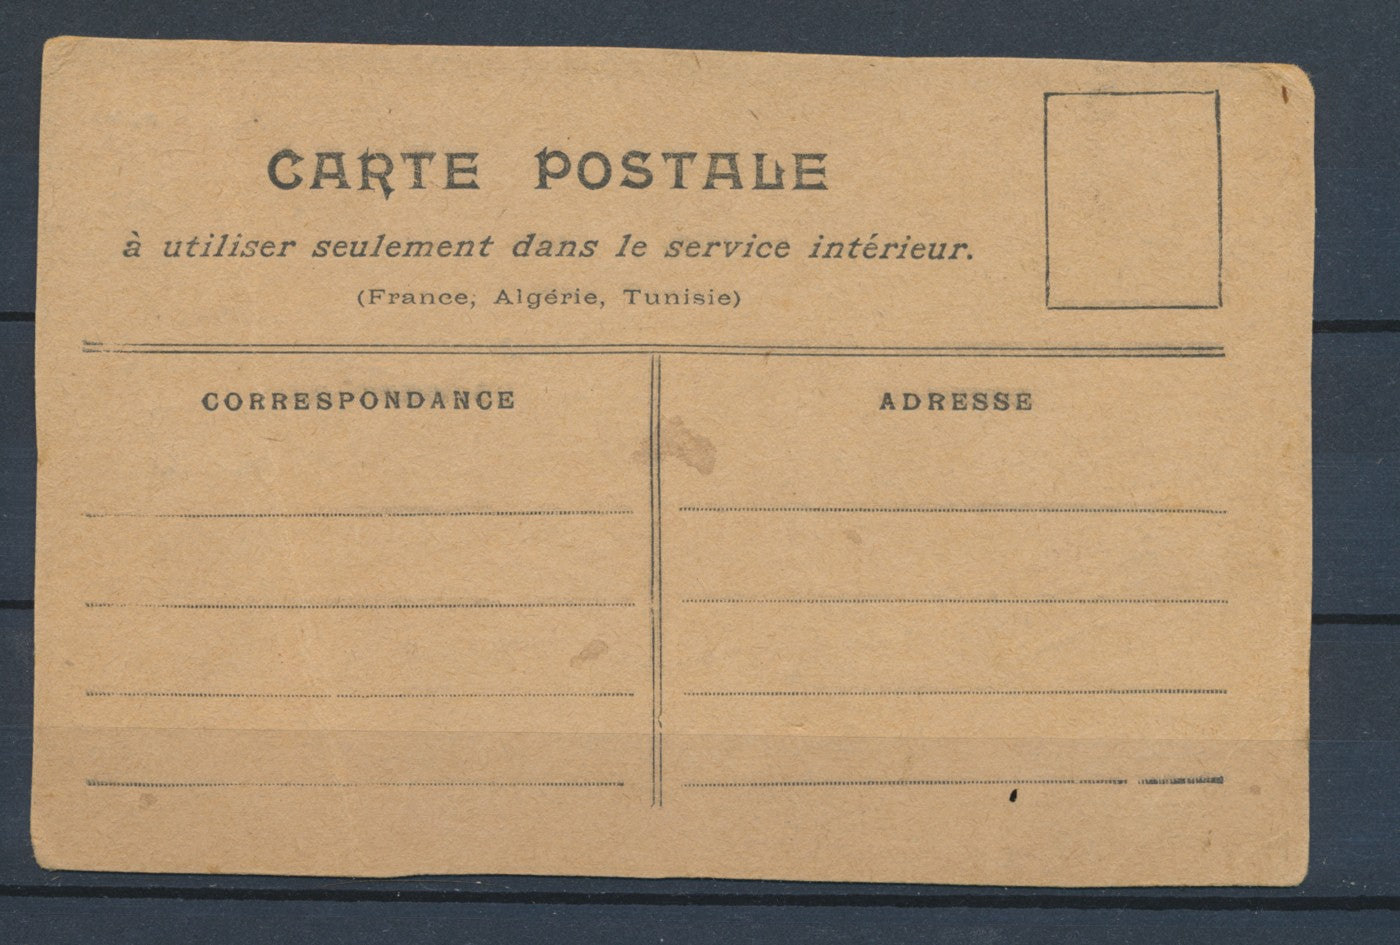 CARTE POSTALE
à utiliser seulement dans le service intérieur.
(France, Algérie, Tunisie)
CORRESPONDANCE
ADRESSE